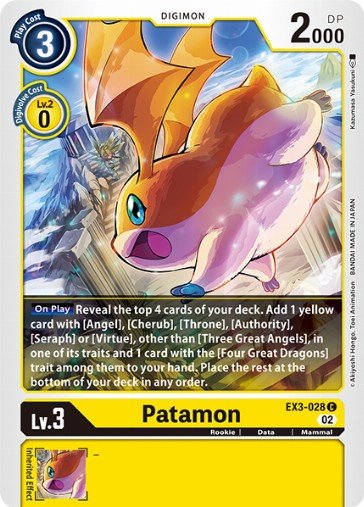 Play Cost
3
DIGIMON
DP
2000
Digivolve Cost
Lv.2
0
Kazumasa Yasukuni
© Akiyoshi Hongo, Toei Animation BANDAI MADE IN JAPAN
On Play Reveal the top 4 cards of your deck. Add 1 yellow
card with [Angel], [Cherub], [Throne], [Authority],
[Seraph] or [Virtue], other than [Three Great Angels], in
one of its traits and 1 card with the [Four Great Dragons]
trait among them to your hand. Place the rest at the
bottom of your deck in any order.
EX3-028 C
Lv.3
Patamon
02
Rookie | Data | Mammal
Inherited Effect
–